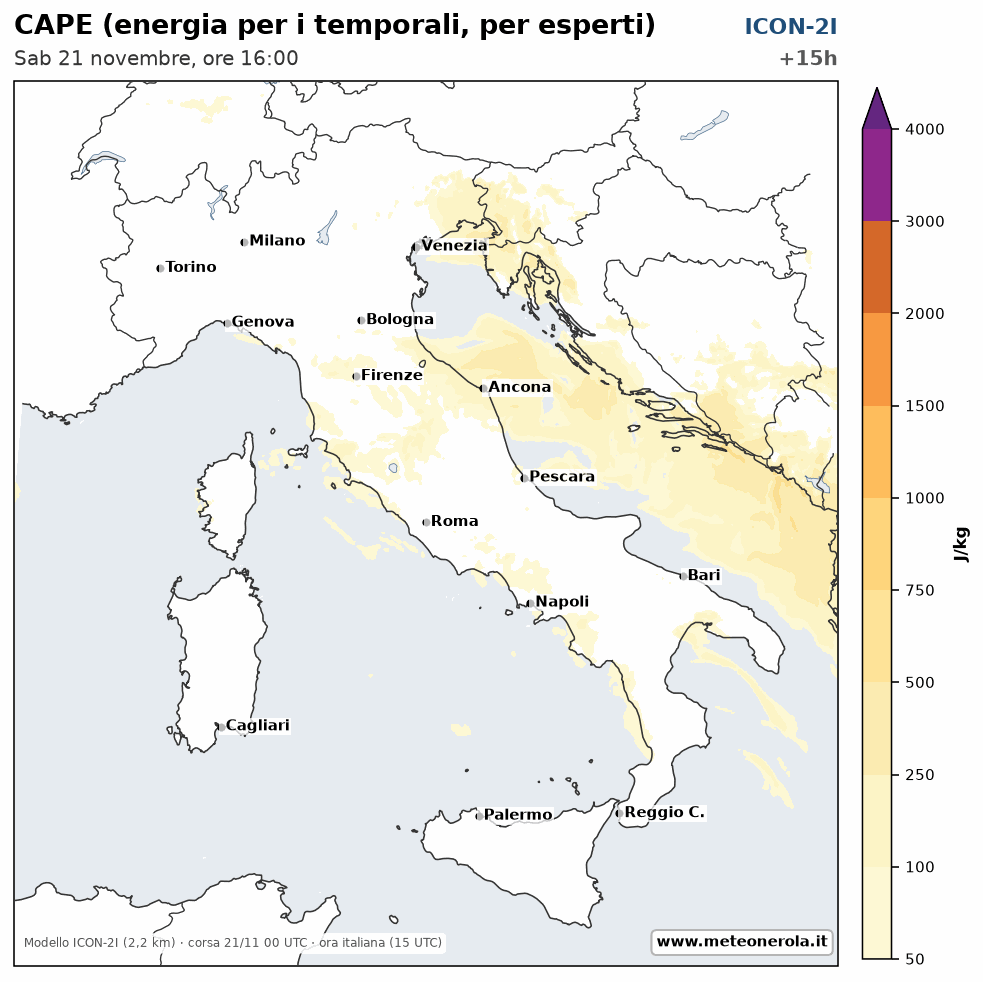 CAPE (energia per i temporali, per esperti)
ICON-2I
Sab 21 novembre, ore 16:00
+15h
4000
3000
2000
1500
1000
750
500
250
100
50
J/kg
Milano
Venezia
Torino
Genova
Bologna
Firenze
Ancona
Pescara
Roma
Bari
Napoli
Cagliari
Palermo
Reggio C.
Modello ICON-2I (2,2 km) · corsa 21/11 00 UTC · ora italiana (15 UTC)
www.meteonerola.it